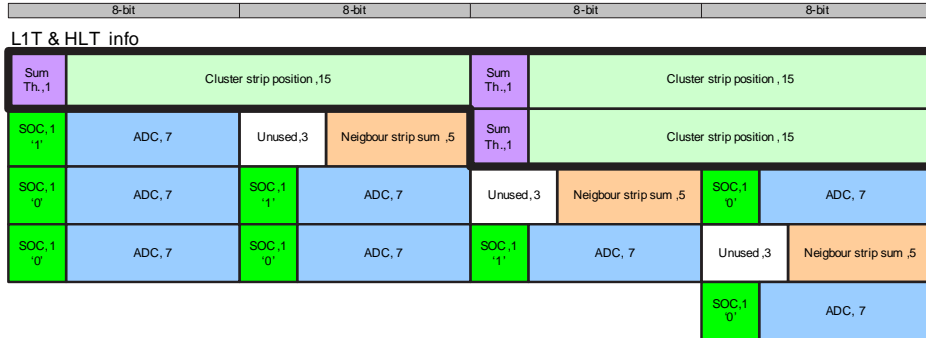 8-bit 8-bit 8-bit 8-bit
L1T & HLT info
Sum Th.,1 Cluster strip position ,15 Sum Th.,1 Cluster strip position , 15
SOC,1 '1' ADC, 7 Unused,3 Neigbour strip sum ,5 Sum Th.,1 Cluster strip position , 15
SOC,1 '0' ADC, 7 SOC,1 '1' ADC, 7 Unused,3 Neigbour strip sum ,5 SOC,1 '0' ADC, 7
SOC,1 '0' ADC, 7 SOC,1 '0' ADC, 7 SOC,1 '1' ADC, 7 Unused ,3 Neigbour strip sum ,5
SOC,1 '0' ADC, 7